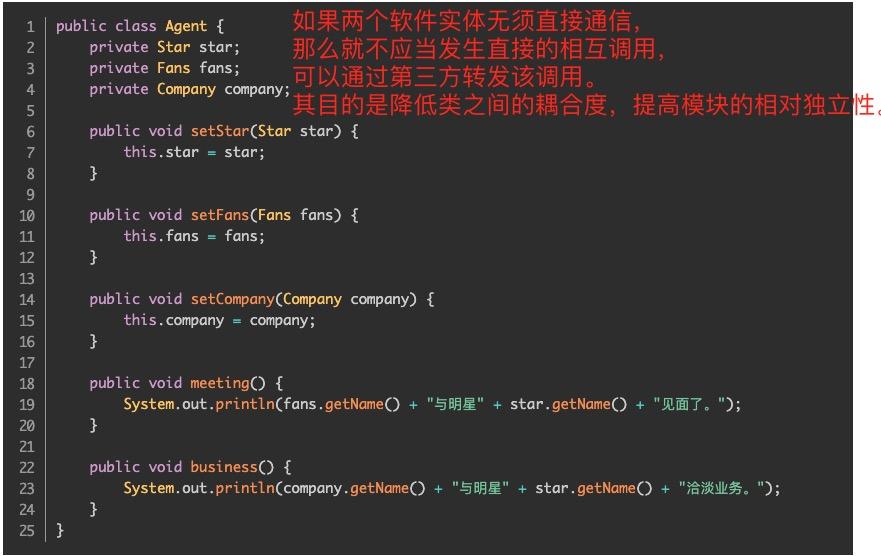 1 public class Agent { 如果两个软件实体无须直接通信，
2 private Star star; 那么就不应当发生直接的相互调用，
3 private Fans fans; 可以通过第三方转发该调用。
4 private Company company; 其目的是降低类之间的耦合度，提高模块的相对独立性。
5
6 public void setStar(Star star) {
7 this.star = star;
8 }
9
10 public void setFans(Fans fans) {
11 this.fans = fans;
12 }
13
14 public void setCompany(Company company) {
15 this.company = company;
16 }
17
18 public void meeting() {
19 System.out.println(fans.getName() + "与明星" + star.getName() + "见面了。");
20 }
21
22 public void business() {
23 System.out.println(company.getName() + "与明星" + star.getName() + "洽淡业务。");
24 }
25 }